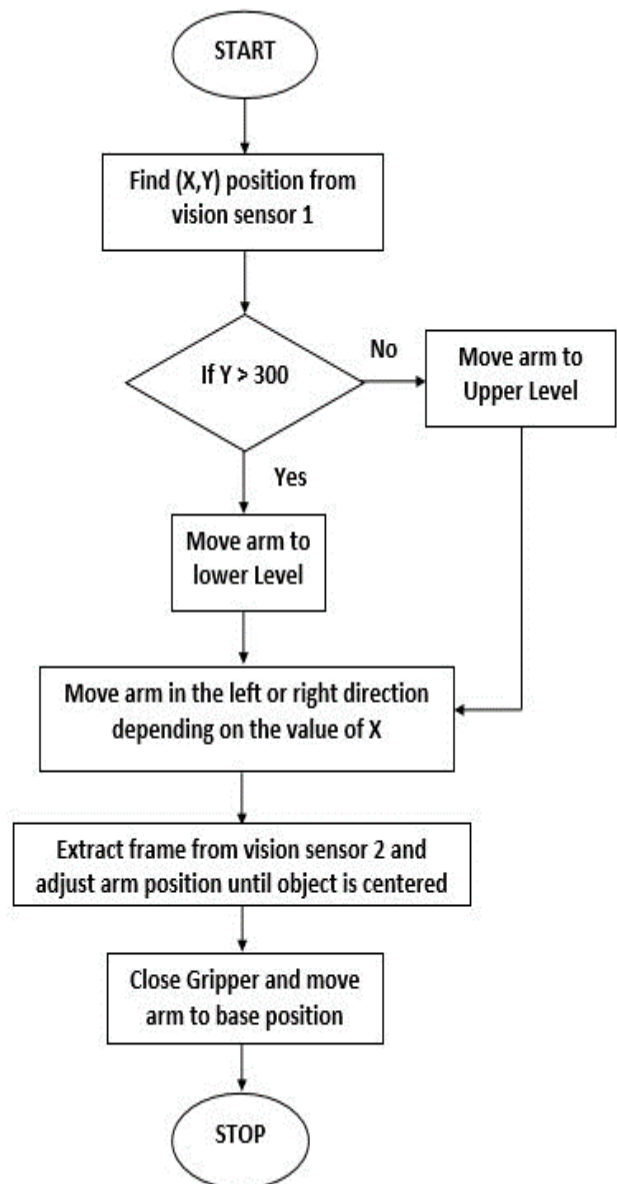 START
Find (X,Y) position from
vision sensor 1
If Y > 300
No
Move arm to
Upper Level
Yes
Move arm to
lower Level
Move arm in the left or right direction
depending on the value of X
Extract frame from vision sensor 2 and
adjust arm position until object is centered
Close Gripper and move
arm to base position
STOP